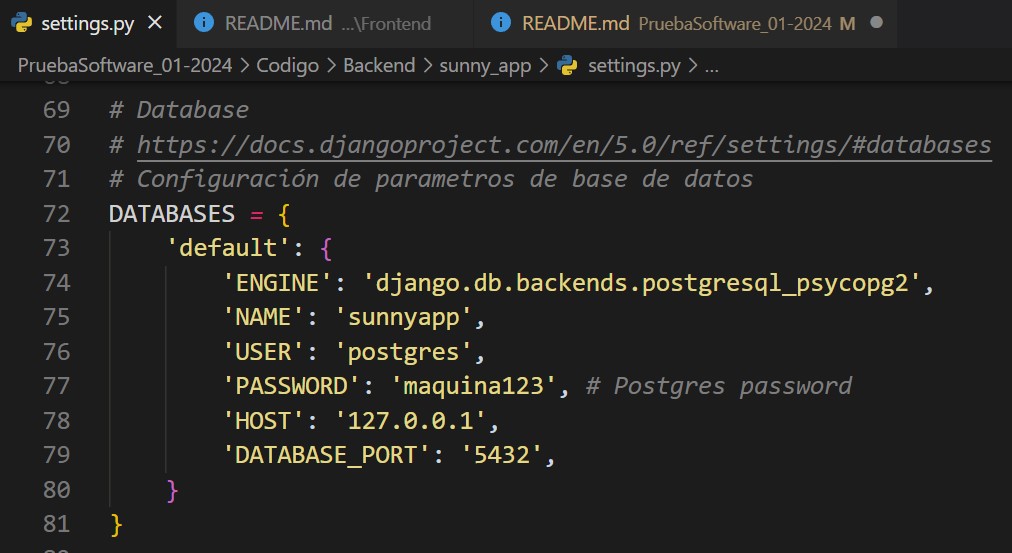 settings.py
README.md ...\Frontend
README.md PruebaSoftware_01-2024 M
PruebaSoftware_01-2024 > Codigo > Backend > sunny_app > settings.py > ...
69 # Database
70 # https://docs.djangoproject.com/en/5.0/ref/settings/#databases
71 # Configuración de parametros de base de datos
72 DATABASES = {
73 'default': {
74 'ENGINE': 'django.db.backends.postgresql_psycopg2',
75 'NAME': 'sunnyapp',
76 'USER': 'postgres',
77 'PASSWORD': 'maquina123', # Postgres password
78 'HOST': '127.0.0.1',
79 'DATABASE_PORT': '5432',
80 }
81 }